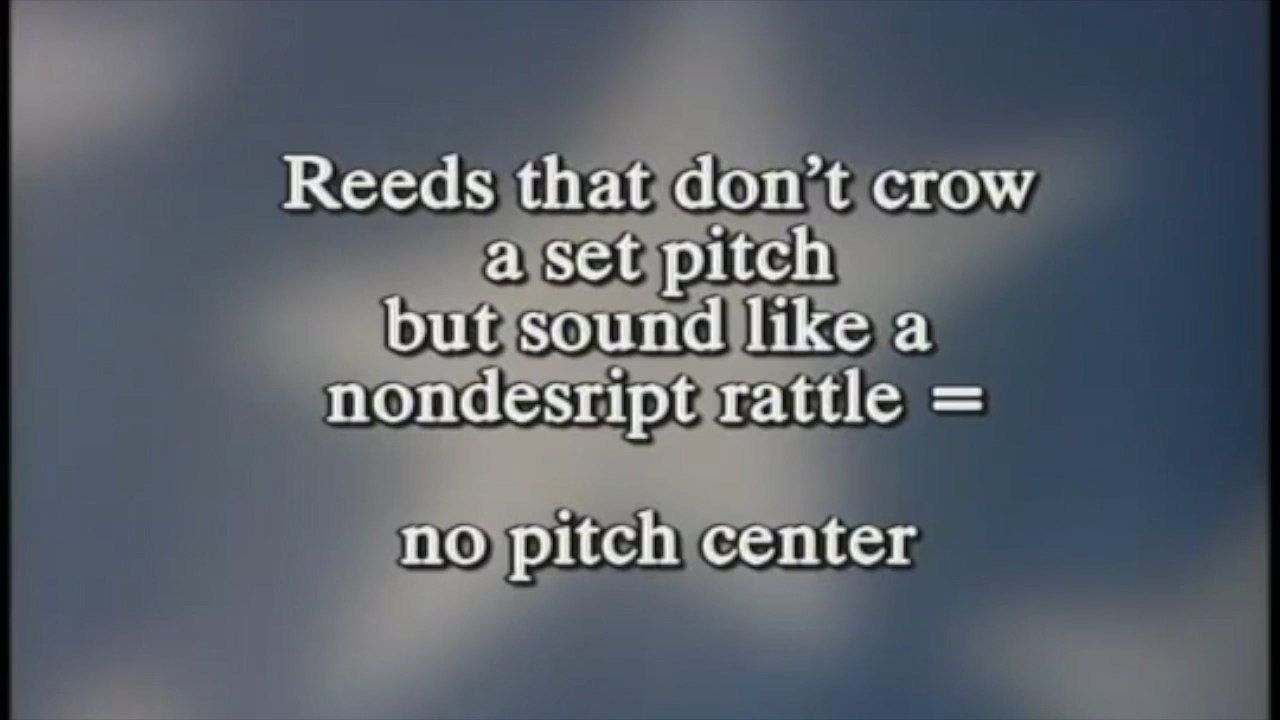 Reeds that don't crow
a set pitch
but sound like a
nondesript rattle =
no pitch center